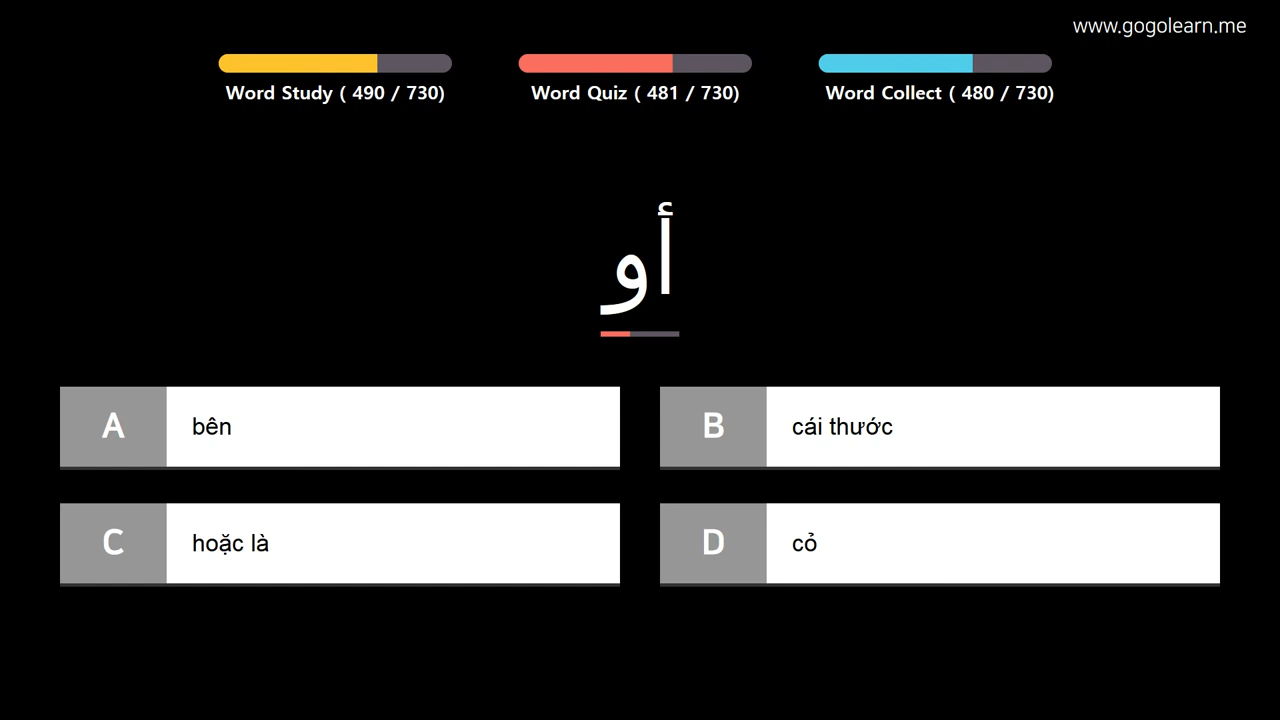 www.gogolearn.me
Word Study ( 490 / 730)
Word Quiz ( 481 / 730)
Word Collect ( 480 / 730)
أو
A bên
B cái thước
C hoặc là
D cỏ